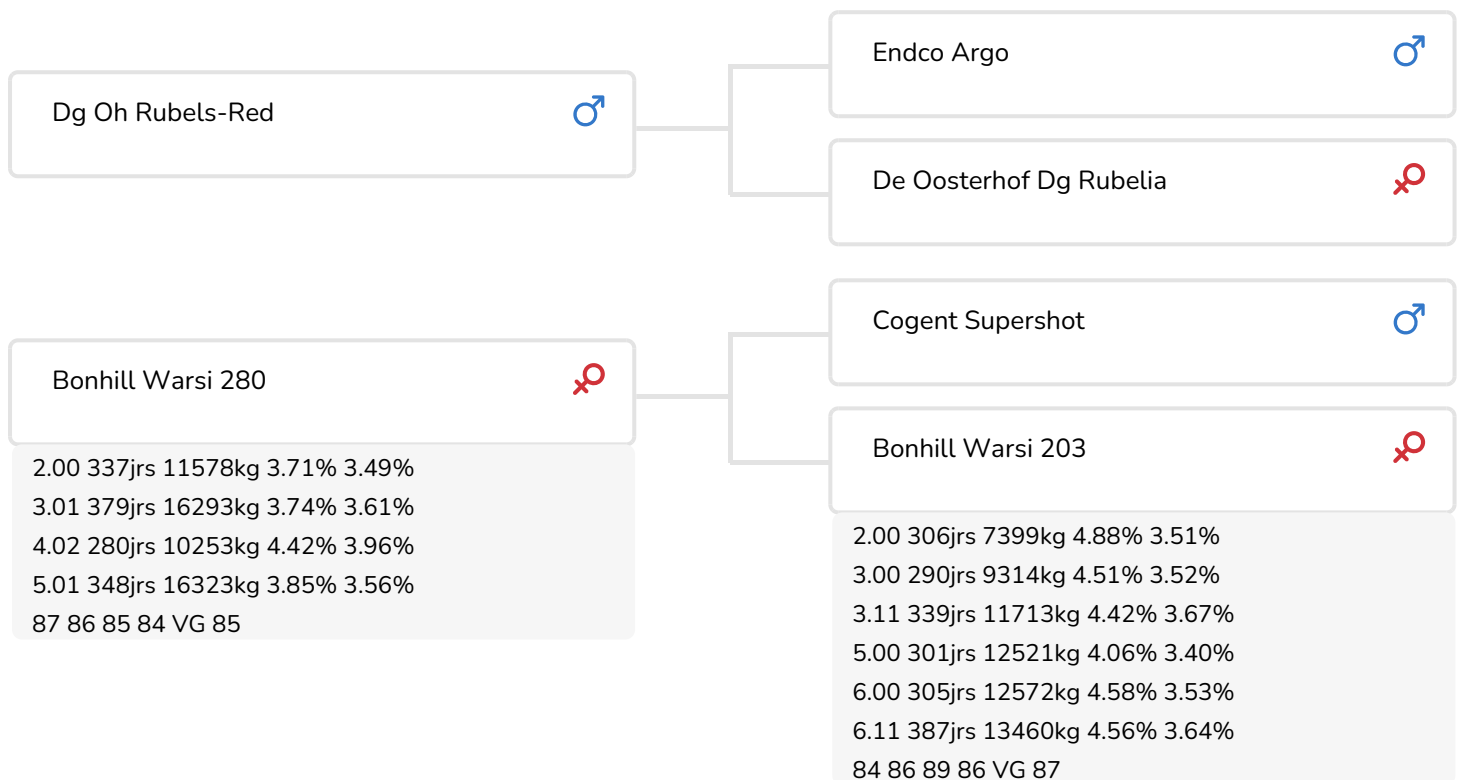 Dg Oh Rubels-Red
Endco Argo
De Oosterhof Dg Rubelia
Bonhill Warsi 280
2.00 337jrs 11578kg 3.71% 3.49%
3.01 379jrs 16293kg 3.74% 3.61%
4.02 280jrs 10253kg 4.42% 3.96%
5.01 348jrs 16323kg 3.85% 3.56%
87 86 85 84 VG 85
Cogent Supershot
Bonhill Warsi 203
2.00 306jrs 7399kg 4.88% 3.51%
3.00 290jrs 9314kg 4.51% 3.52%
3.11 339jrs 11713kg 4.42% 3.67%
5.00 301jrs 12521kg 4.06% 3.40%
6.00 305jrs 12572kg 4.58% 3.53%
6.11 387jrs 13460kg 4.56% 3.64%
84 86 89 86 VG 87